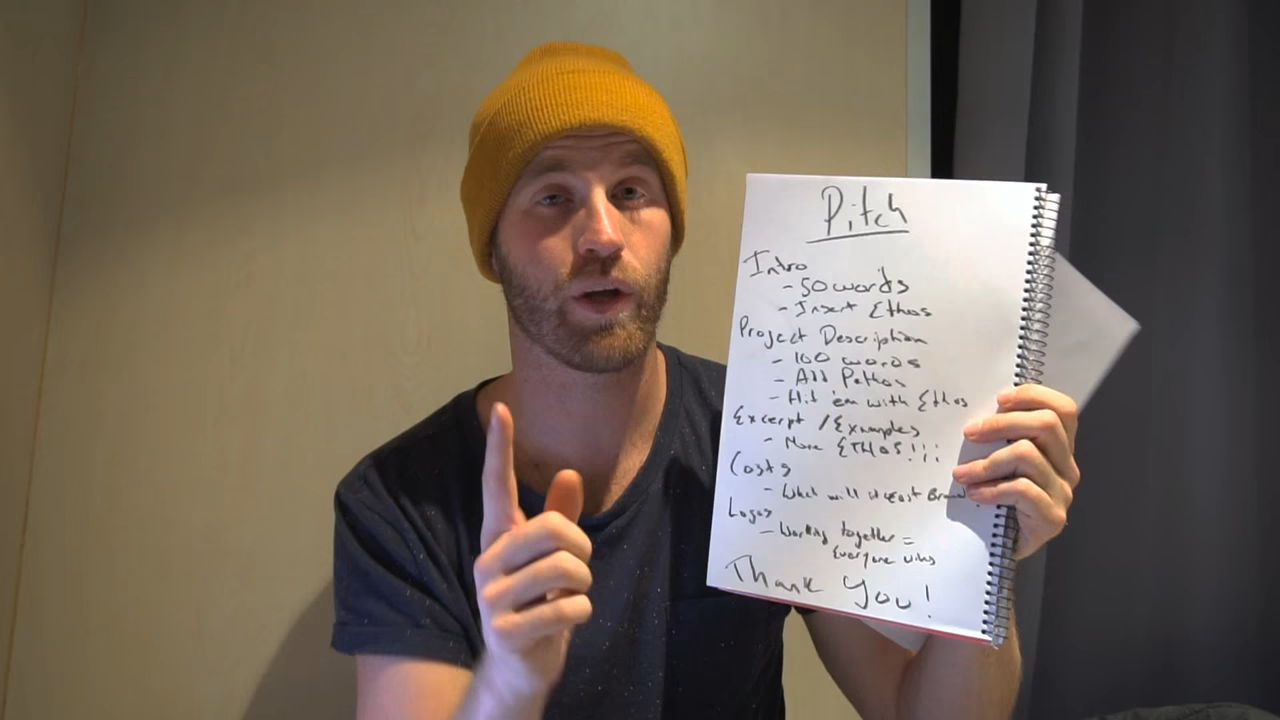 Pitch
Intro
- 50 words
- Insert Ethos
Project Description
- 100 words
- Add Pathos
- Hit 'em with Ethos
Excerpt / Examples
- More ETHOS!!!
Costs
- What will it cost
Logos
- Working together =
Everyone wins
Thank You!